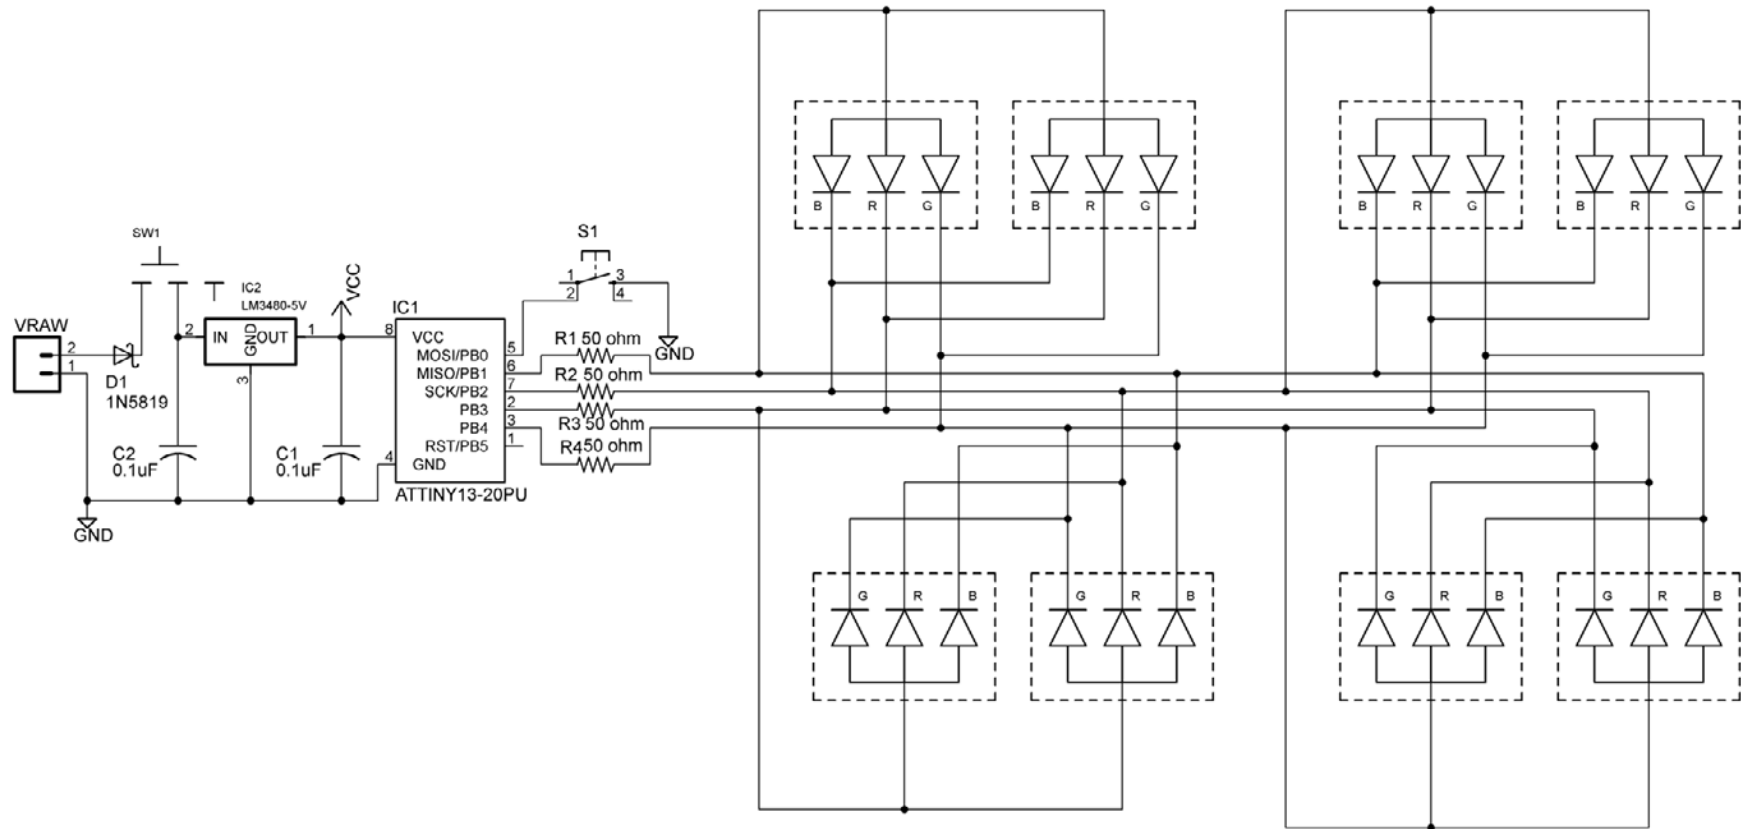 B R G
B R G
B R G
B R G
SW1
S1
IC2
LM3480-5V
VCC
1 3
2 4
VRAW
2
1
2 IN GND OUT 1
3
IC1
8 VCC
MOSI/PB0 5
MISO/PB1 6
SCK/PB2 7
PB3 2
PB4 3
RST/PB5 1
4 GND
ATTINY13-20PU
GND
R1 50 ohm
R2 50 ohm
R3 50 ohm
R450 ohm
D1
1N5819
C2
0.1uF
C1
0.1uF
GND
G R B
G R B
G R B
G R B